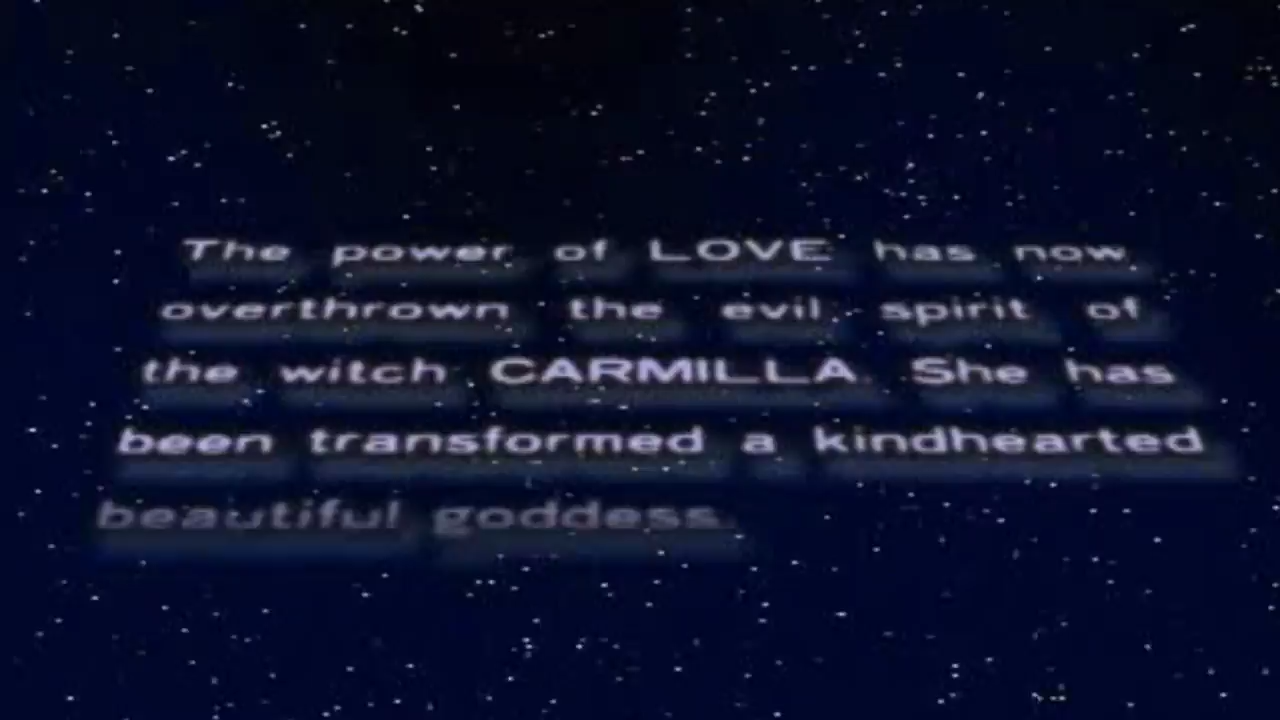 The power of LOVE has now
overthrown the evil spirit of
the witch CARMILLA. She has
been transformed a kindhearted
beautiful goddess.